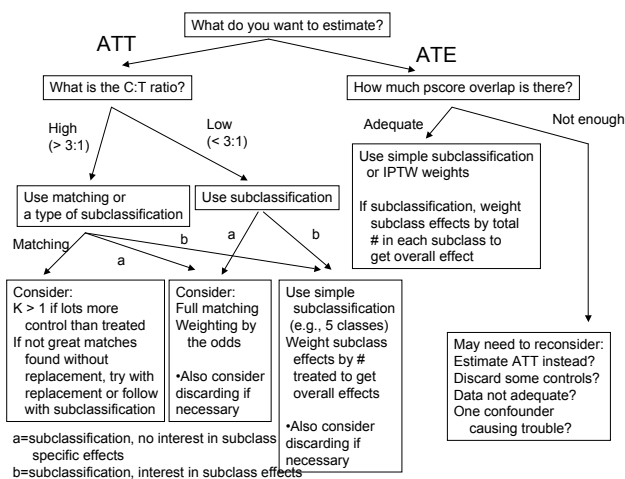 What do you want to estimate?
ATT
ATE
What is the C:T ratio?
How much pscore overlap is there?
High
(> 3:1)
Low
(< 3:1)
Adequate
Not enough
Use matching or
a type of subclassification
Use subclassification
Use simple subclassification
or IPTW weights
If subclassification, weight
subclass effects by total
# in each subclass to
get overall effect
Matching
a
b
a
b
Consider:
K > 1 if lots more
control than treated
If not great matches
found without
replacement, try with
replacement or follow
with subclassification
Consider:
Full matching
Weighting by
the odds
•Also consider
discarding if
necessary
Use simple
subclassification
(e.g., 5 classes)
Weight subclass
effects by #
treated to get
overall effects
•Also consider
discarding if
necessary
May need to reconsider:
Estimate ATT instead?
Discard some controls?
Data not adequate?
One confounder
causing trouble?
a=subclassification, no interest in subclass
specific effects
b=subclassification, interest in subclass effects